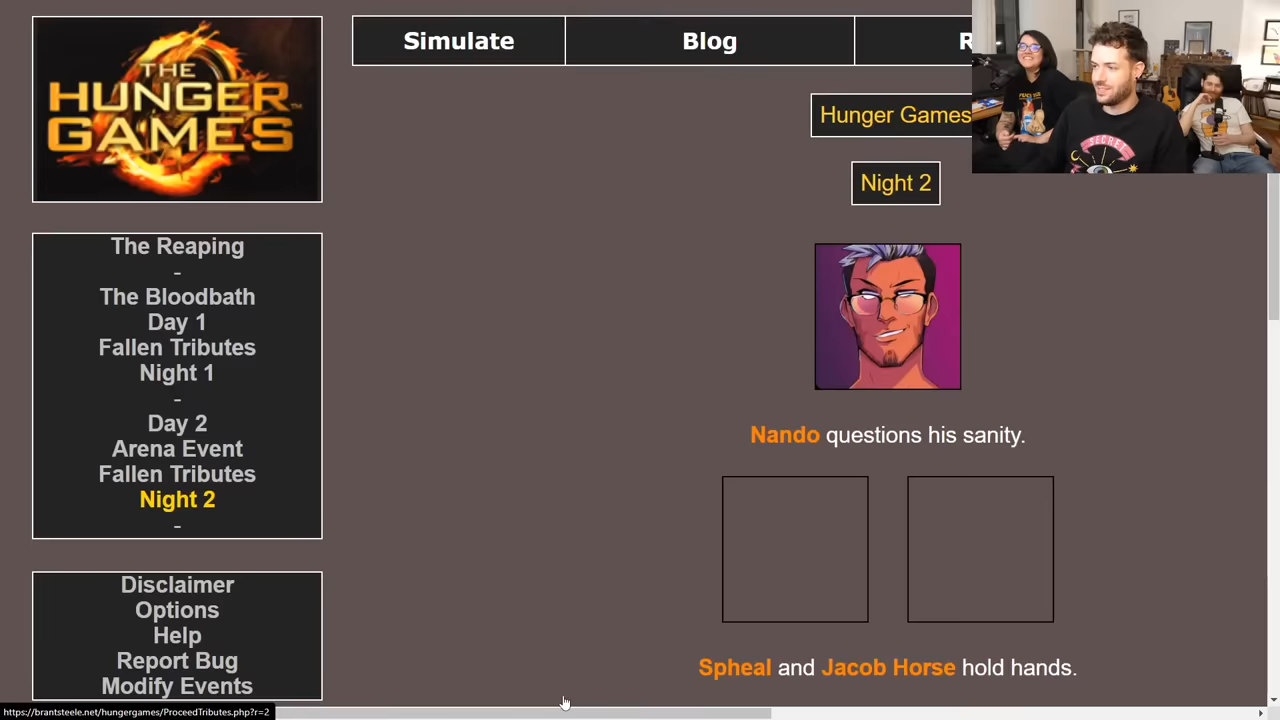 THE
HUNGER
GAMES
Simulate
Blog
R
Hunger Games
Night 2
The Reaping
-
The Bloodbath
Day 1
Fallen Tributes
Night 1
-
Day 2
Arena Event
Fallen Tributes
Night 2
-
Nando questions his sanity.
Spheal and Jacob Horse hold hands.
Disclaimer
Options
Help
Report Bug
Modify Events
https://brantsteele.net/hungergames/ProceedTributes.php?r=2
SECRET